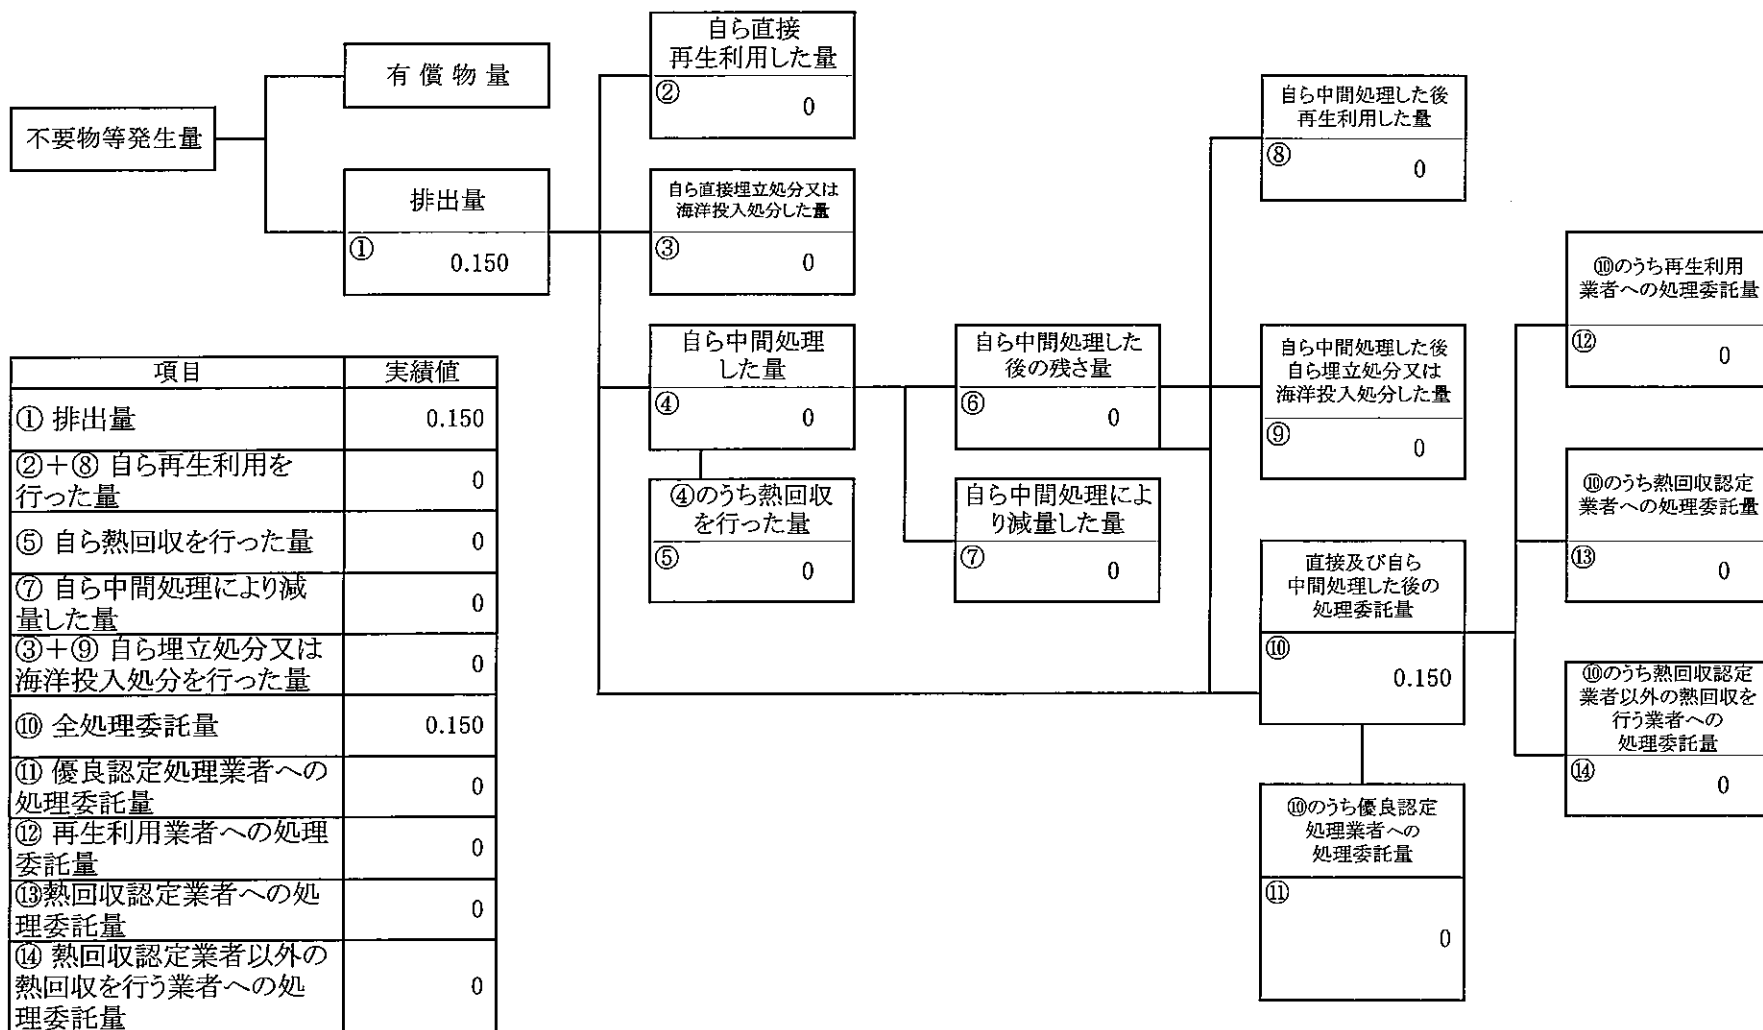 自ら直接
再生利用した量
②
0
有償物量
不要物等発生量
排出量
①
0.150
自ら直接埋立処分又は
海洋投入処分した量
③
0
自ら中間処理した後
再生利用した量
⑧
0
自ら中間処理
した量
④
0
自ら中間処理した
後の残さ量
⑥
0
自ら中間処理した後
自ら埋立処分又は
海洋投入処分した量
⑨
0
⑩のうち再生利用
業者への処理委託量
⑫
0
④のうち熱回収
を行った量
⑤
0
自ら中間処理によ
り減量した量
⑦
0
直接及び自ら
中間処理した後の
処理委託量
⑩
0.150
⑩のうち熱回収認定
業者への処理委託量
⑬
0
⑩のうち熱回収認定
業者以外の熱回収を
行う業者への
処理委託量
⑭
0
⑩のうち優良認定
処理業者への
処理委託量
⑪
0
項目 実績値
① 排出量 0.150
②+⑧ 自ら再生利用を
行った量 0
⑤ 自ら熱回収を行った量 0
⑦ 自ら中間処理により減
量した量 0
③+⑨ 自ら埋立処分又は
海洋投入処分を行った量 0
⑩ 全処理委託量 0.150
⑪ 優良認定処理業者への
処理委託量 0
⑫ 再生利用業者への処理
委託量 0
⑬熱回収認定業者への処
理委託量 0
⑭ 熱回収認定業者以外の
熱回収を行う業者への処
理委託量 0